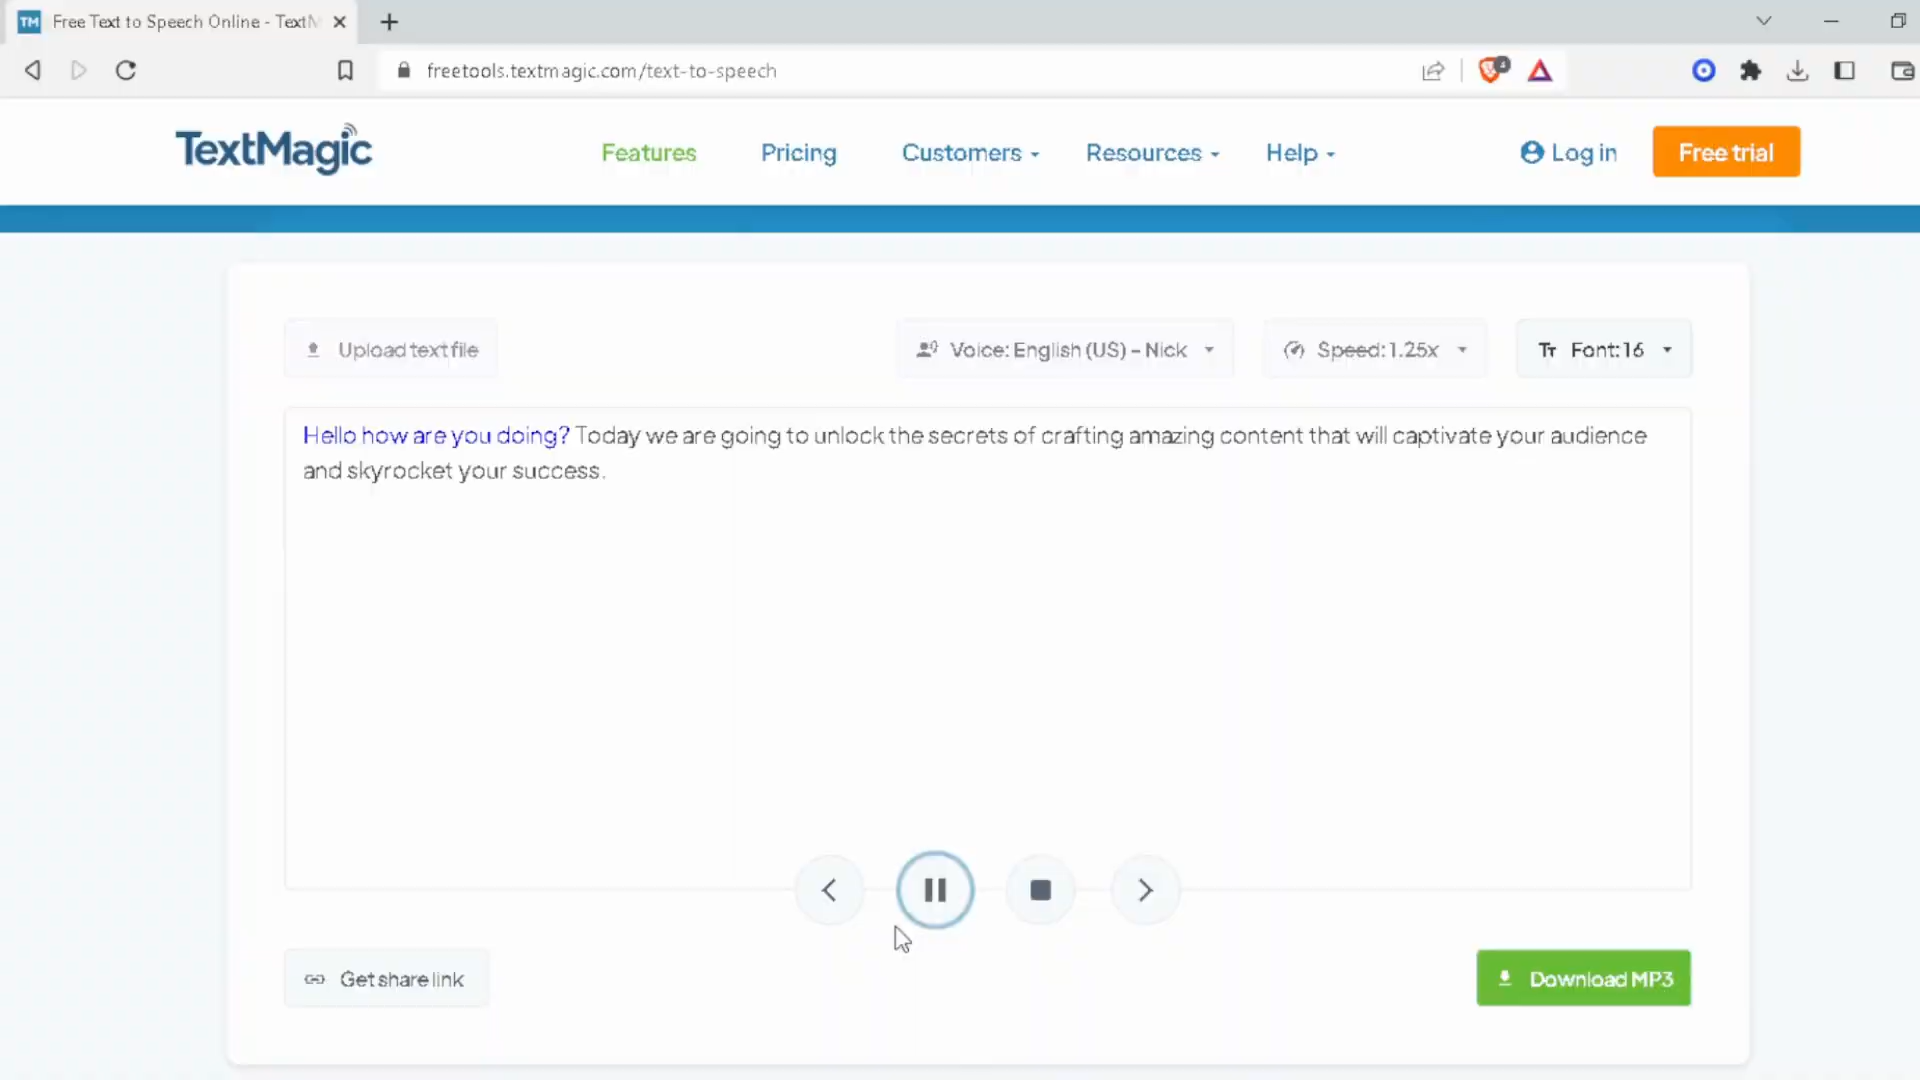 TM Free Text to Speech Online - TextM
freetools.textmagic.com/text-to-speech
4
TextMagic
Features Pricing Customers Resources Help Log in Free trial
Upload text file Voice: English (US) – Nick Speed: 1.25x Tт Font: 16
Hello how are you doing? Today we are going to unlock the secrets of crafting amazing content that will captivate your audience
and skyrocket your success.
Get share link Download MP3